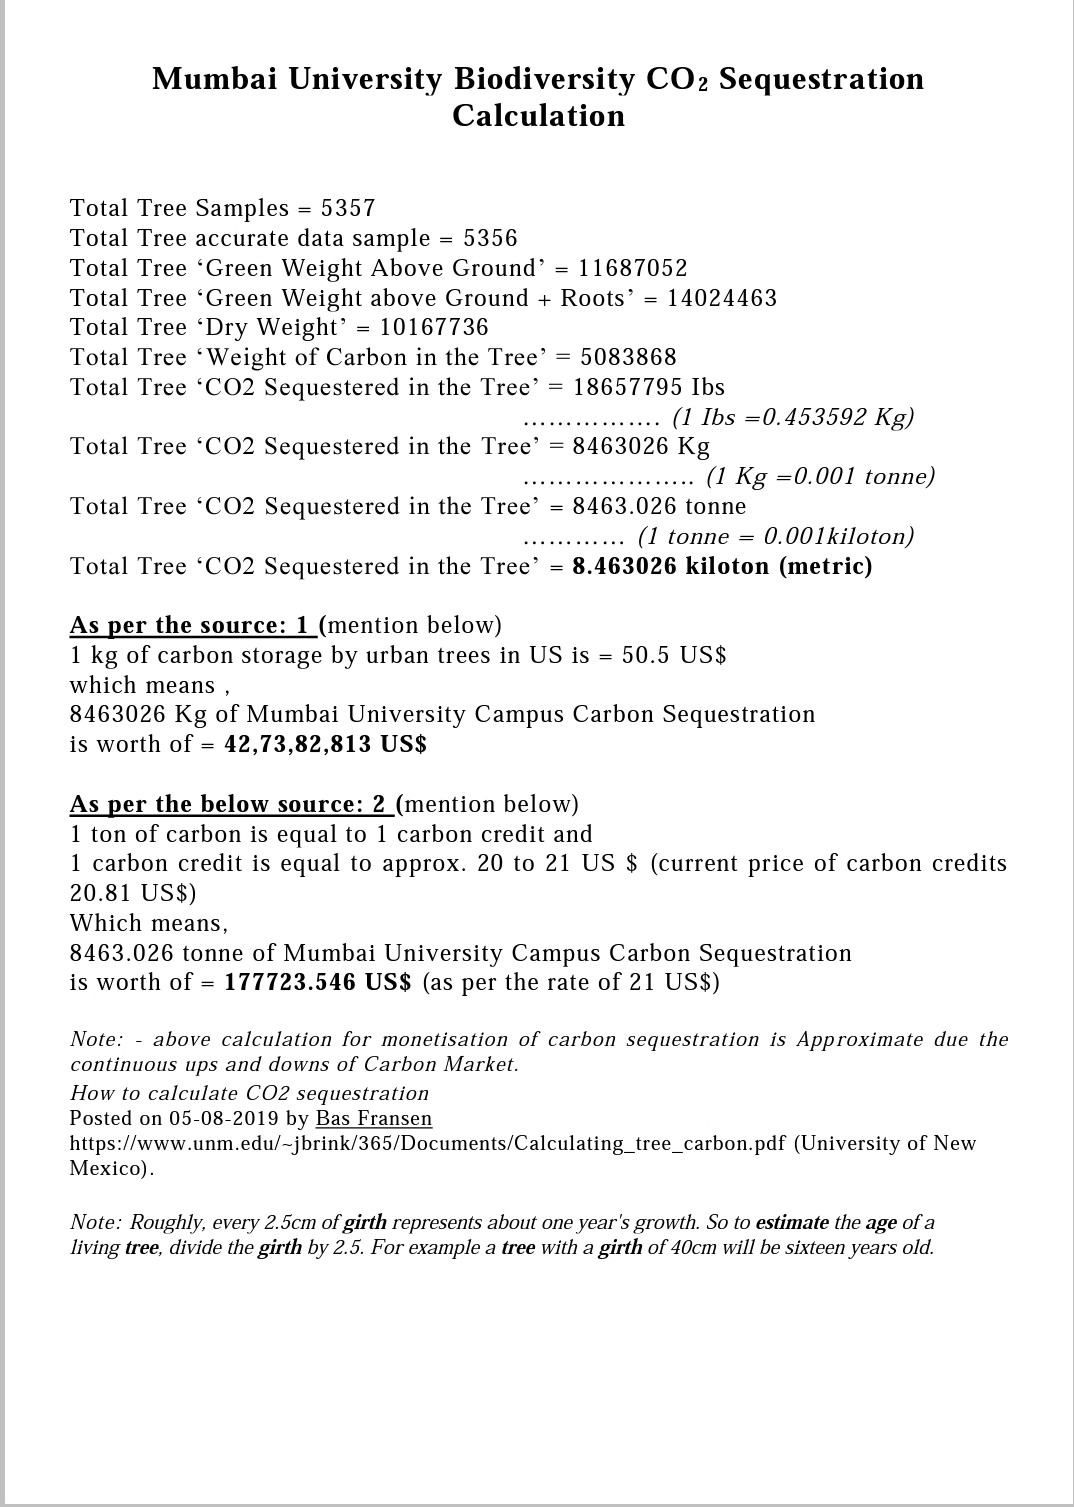 Mumbai University Biodiversity CO₂ Sequestration
Calculation
Total Tree Samples = 5357
Total Tree accurate data sample = 5356
Total Tree ‘Green Weight Above Ground’ = 11687052
Total Tree ‘Green Weight above Ground + Roots’ = 14024463
Total Tree ‘Dry Weight’ = 10167736
Total Tree ‘Weight of Carbon in the Tree’ = 5083868
Total Tree ‘CO2 Sequestered in the Tree’ = 18657795 Ibs
……………. (1 Ibs =0.453592 Kg)
Total Tree ‘CO2 Sequestered in the Tree’ = 8463026 Kg
……………….. (1 Kg =0.001 tonne)
Total Tree ‘CO2 Sequestered in the Tree’ = 8463.026 tonne
………… (1 tonne = 0.001kiloton)
Total Tree ‘CO2 Sequestered in the Tree’ = 8.463026 kiloton (metric)
As per the source: 1 (mention below)
1 kg of carbon storage by urban trees in US is = 50.5 US$
which means ,
8463026 Kg of Mumbai University Campus Carbon Sequestration
is worth of = 42,73,82,813 US$
As per the below source: 2 (mention below)
1 ton of carbon is equal to 1 carbon credit and
1 carbon credit is equal to approx. 20 to 21 US $ (current price of carbon credits
20.81 US$)
Which means,
8463.026 tonne of Mumbai University Campus Carbon Sequestration
is worth of = 177723.546 US$ (as per the rate of 21 US$)
Note: - above calculation for monetisation of carbon sequestration is Approximate due the
continuous ups and downs of Carbon Market.
How to calculate CO2 sequestration
Posted on 05-08-2019 by Bas Fransen
https://www.unm.edu/~jbrink/365/Documents/Calculating_tree_carbon.pdf (University of New
Mexico).
Note: Roughly, every 2.5cm of girth represents about one year's growth. So to estimate the age of a
living tree, divide the girth by 2.5. For example a tree with a girth of 40cm will be sixteen years old.